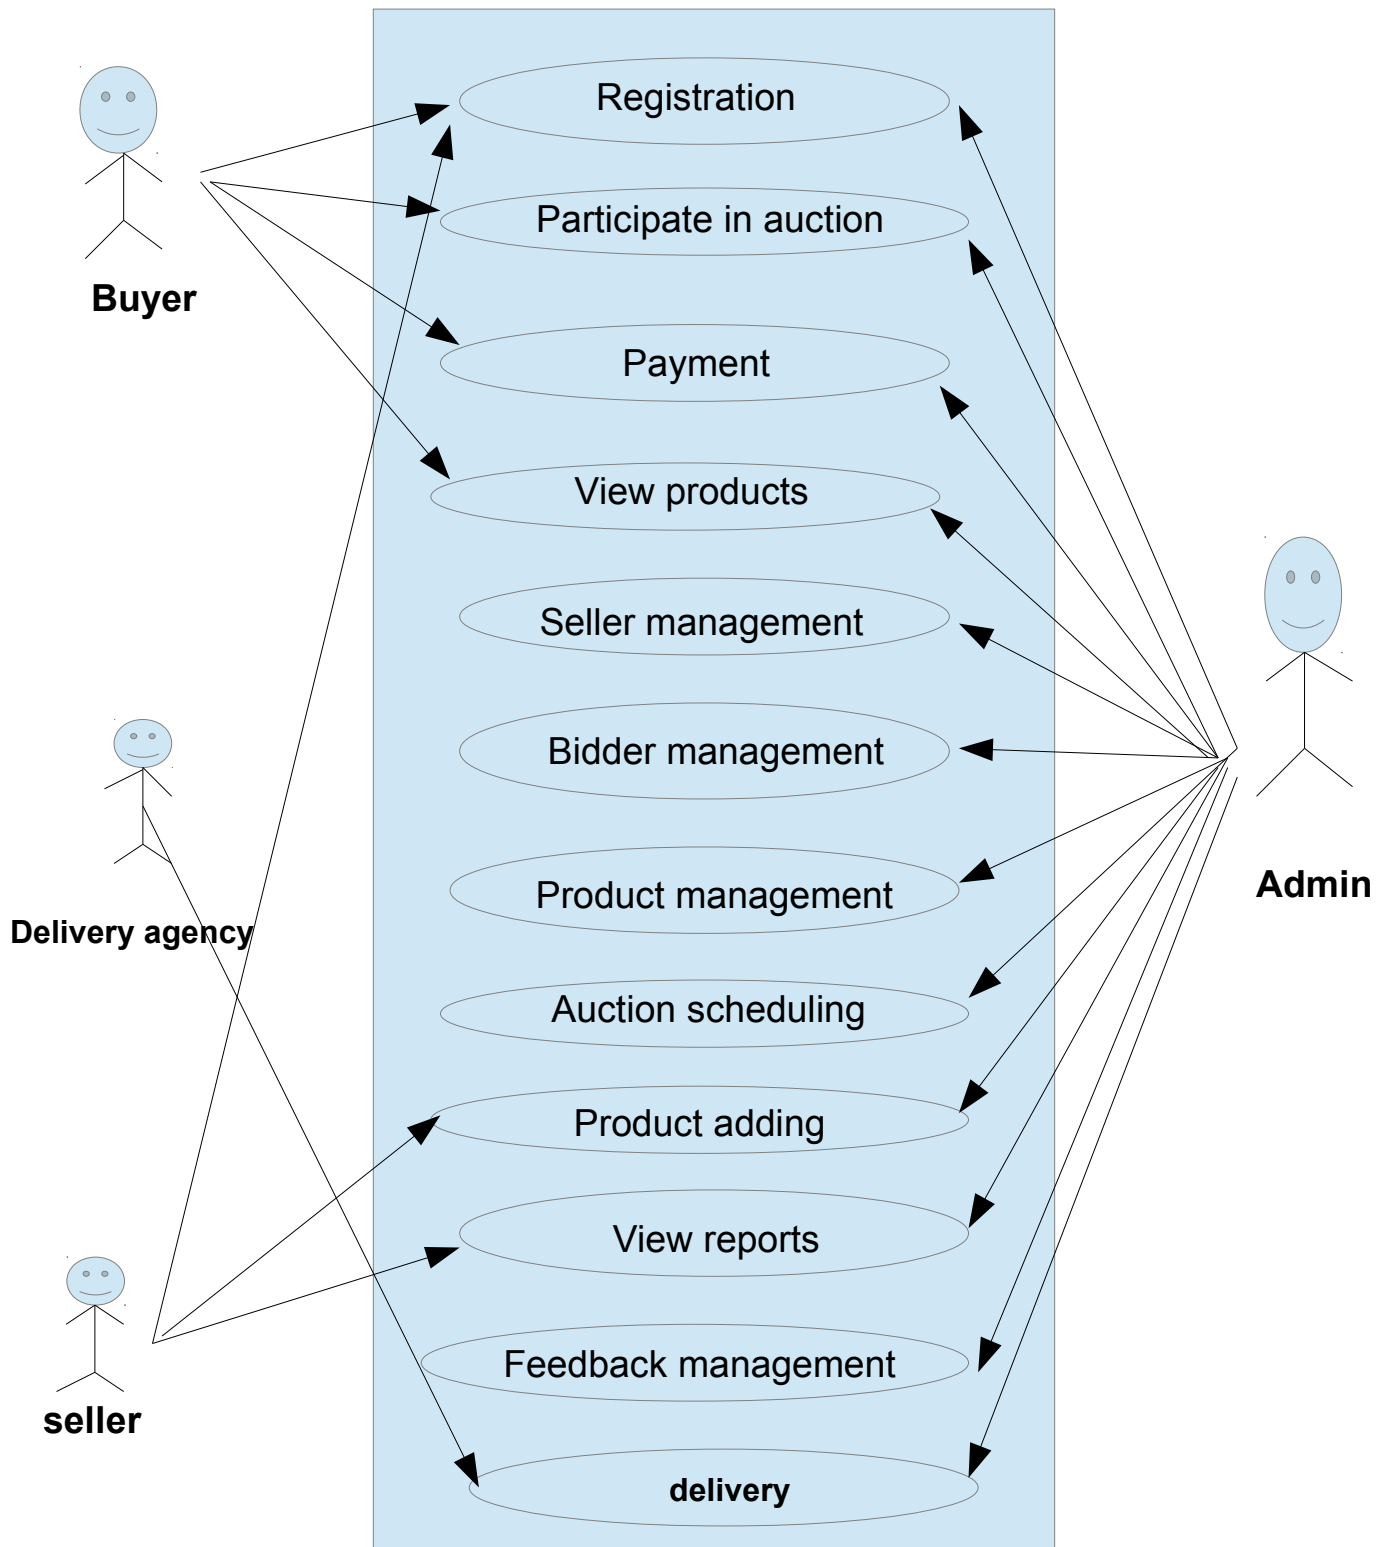 Registration
Participate in auction
Buyer
Payment
View products
Seller management
Bidder management
Product management
Admin
Delivery agency
Auction scheduling
Product adding
View reports
Feedback management
seller
delivery